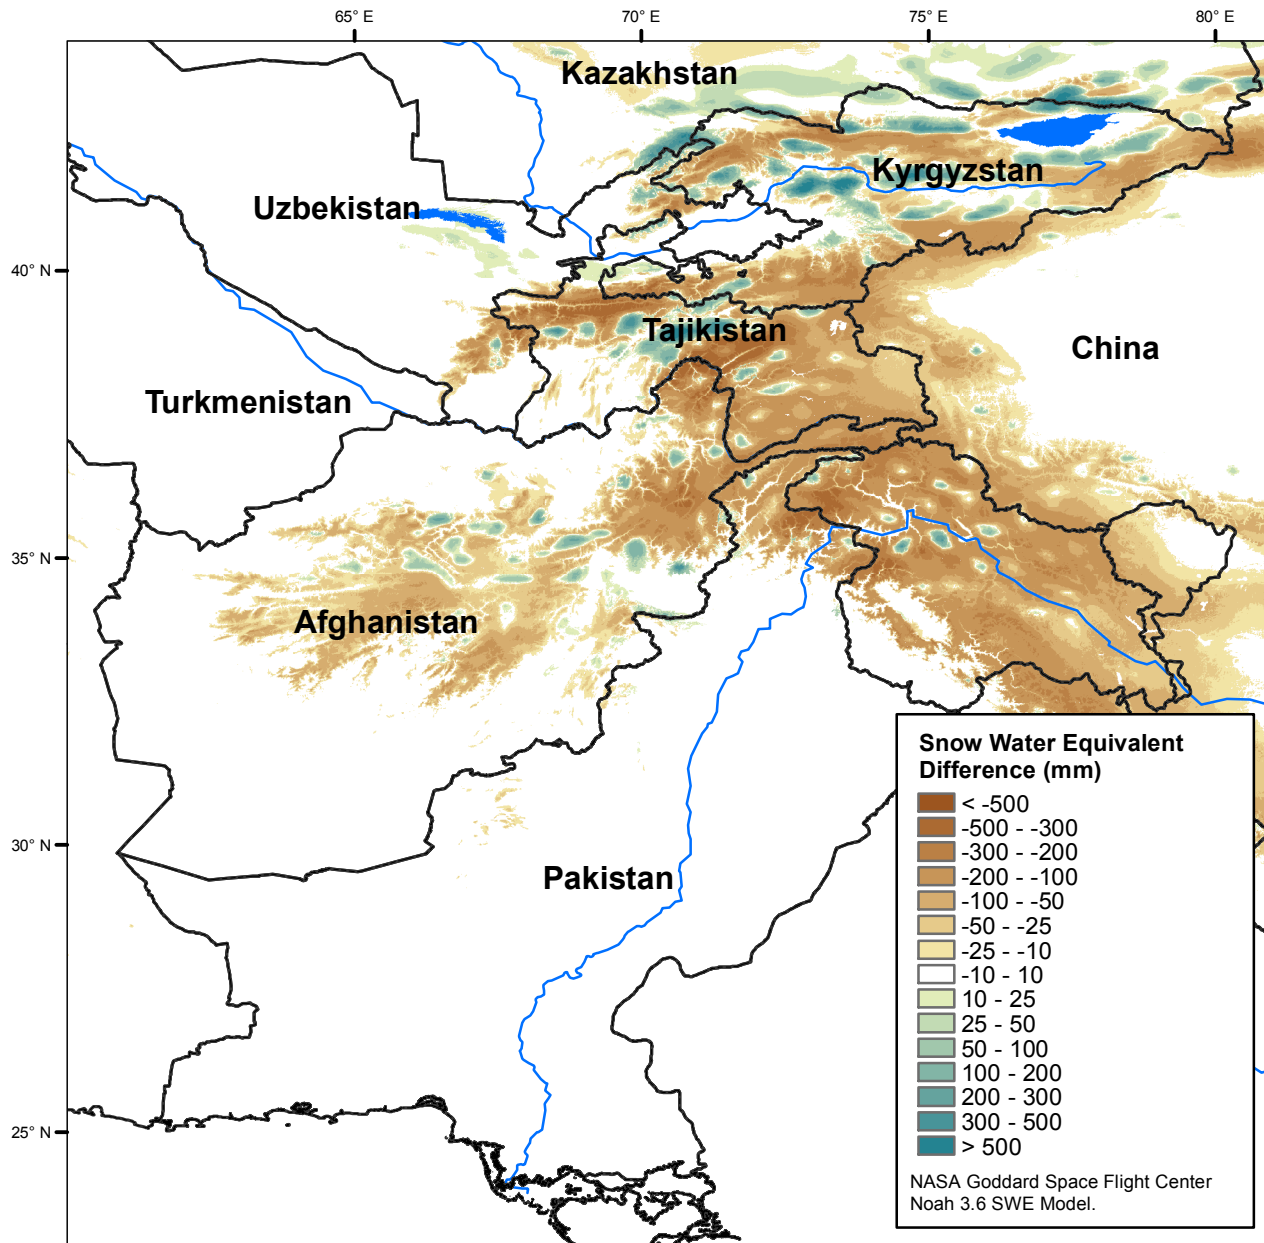 65° E
70° E
75° E
80° E
Kazakhstan
Kyrgyzstan
Uzbekistan
40° N
Tajikistan
China
Turkmenistan
35° N
Afghanistan
30° N
Pakistan
25° N
Snow Water Equivalent
Difference (mm)
< -500
-500 - -300
-300 - -200
-200 - -100
-100 - -50
-50 - -25
-25 - -10
-10 - 10
10 - 25
25 - 50
50 - 100
100 - 200
200 - 300
300 - 500
> 500
NASA Goddard Space Flight Center
Noah 3.6 SWE Model.